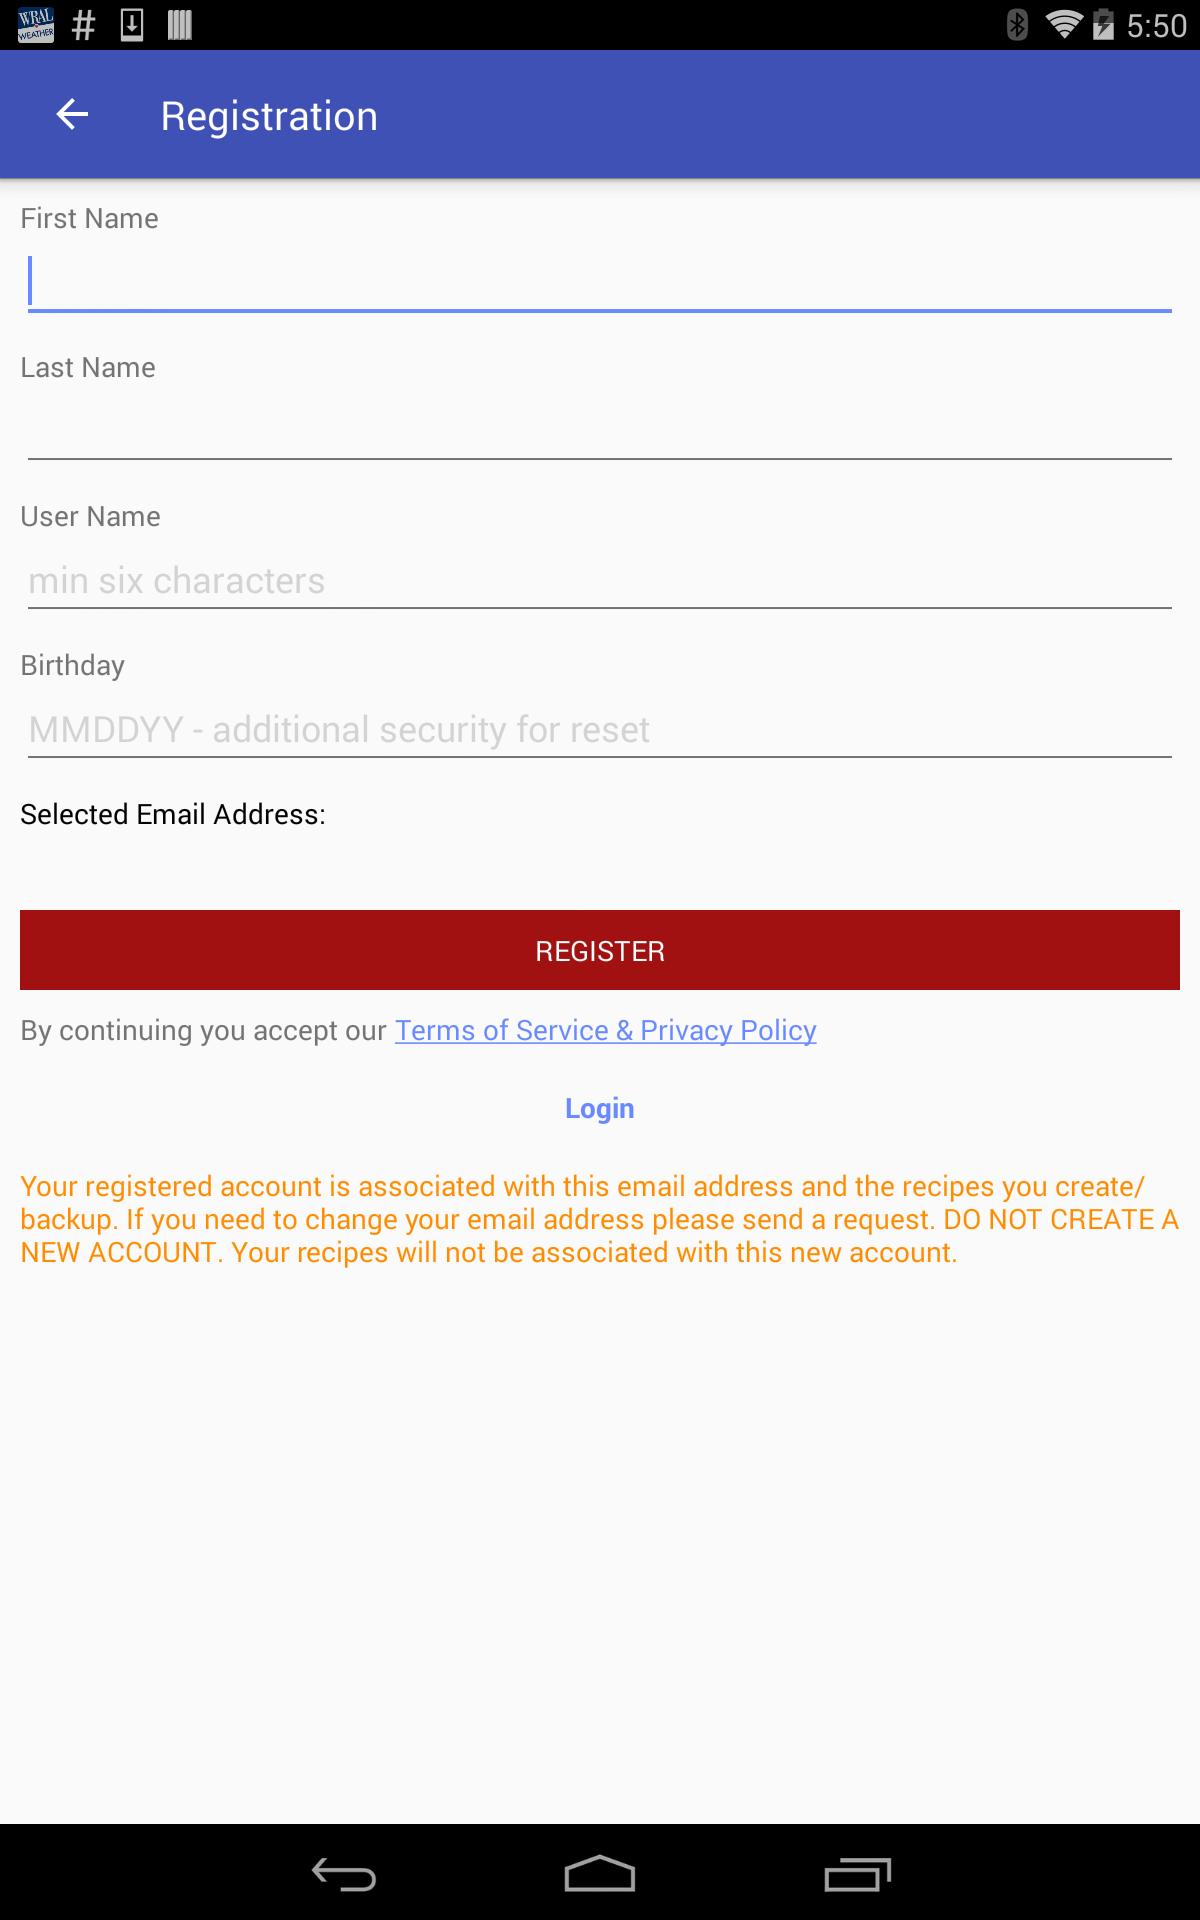 WRAL
WEATHER
5:50
Registration
First Name
Last Name
User Name
min six characters
Birthday
MMDDYY - additional security for reset
Selected Email Address:
REGISTER
By continuing you accept our Terms of Service & Privacy Policy
Login
Your registered account is associated with this email address and the recipes you create/
backup. If you need to change your email address please send a request. DO NOT CREATE A
NEW ACCOUNT. Your recipes will not be associated with this new account.